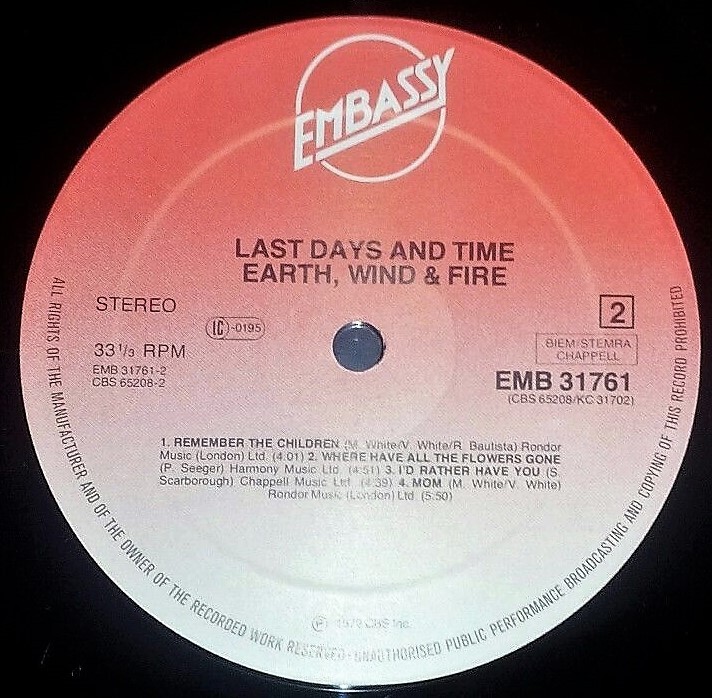 EMBASSY
LAST DAYS AND TIME
EARTH, WIND & FIRE
STEREO
LC-0195
2
33 1/3 RPM
EMB 31761-2
CBS 65208-2
BIEM/STEMRA
CHAPPELL
EMB 31761
(CBS 65208/KC 31702)
1. REMEMBER THE CHILDREN (M. White/V. White/R. Bautista) Rondor
Music (London) Ltd. (4:01) 2. WHERE HAVE ALL THE FLOWERS GONE
(P. Seeger) Harmony Music Ltd. (4:51) 3. I'D RATHER HAVE YOU (S.
Scarborough) Chappell Music Ltd. (4:39) 4. MOM (M. White/V. White)
Rondor Music (London) Ltd. (5:50)
℗ 1972 CBS Inc.
ALL RIGHTS OF THE MANUFACTURER AND OF THE OWNER OF THE RECORDED WORK RESERVED-UNAUTHORISED PUBLIC PERFORMANCE BROADCASTING AND COPYING OF THIS RECORD PROHIBITED